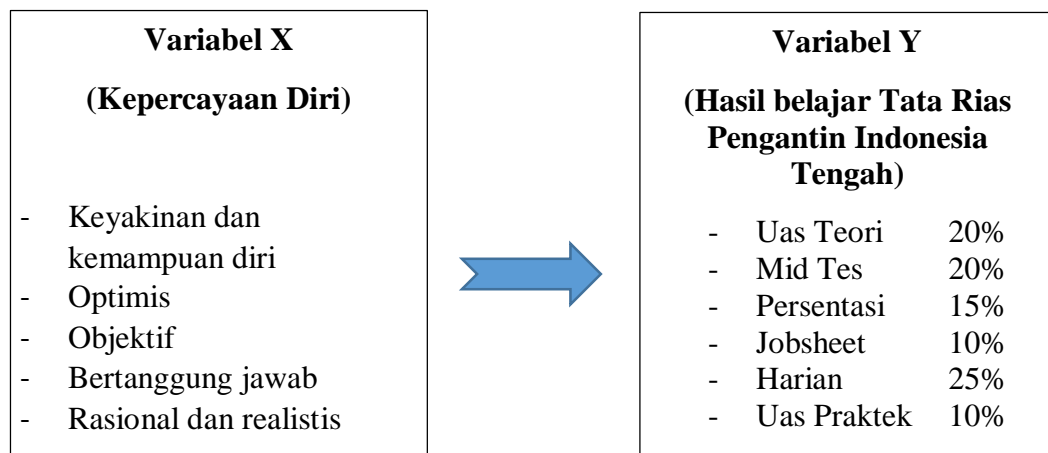 Variabel X
(Kepercayaan Diri)
- Keyakinan dan
kemampuan diri
- Optimis
- Objektif
- Bertanggung jawab
- Rasional dan realistis
Variabel Y
(Hasil belajar Tata Rias
Pengantin Indonesia
Tengah)
- Uas Teori 20%
- Mid Tes 20%
- Persentasi 15%
- Jobsheet 10%
- Harian 25%
- Uas Praktek 10%